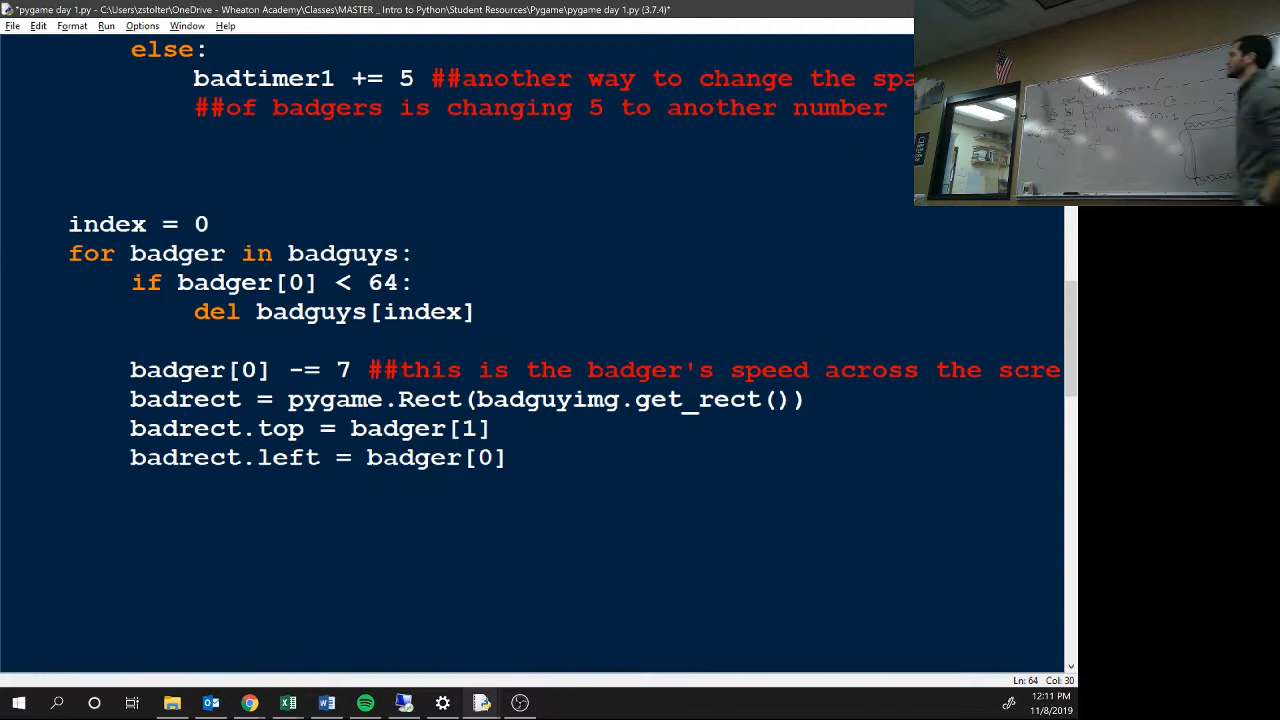 *pygame day 1.py - C:\Users\zstolter\OneDrive - Wheaton Academy\Classes\MASTER _ Intro to Python\Student Resources\Pygame\pygame day 1.py (3.7.4)*
File Edit Format Run Options Window Help
else:
badtimer1 += 5 ##another way to change the spa
##of badgers is changing 5 to another number
index = 0
for badger in badguys:
if badger[0] < 64:
del badguys[index]
badger[0] -= 7 ##this is the badger's speed across the scre
badrect = pygame.Rect(badguyimg.get_rect())
badrect.top = badger[1]
badrect.left = badger[0]
Ln: 64 Col: 30
12:11 PM
11/8/2019